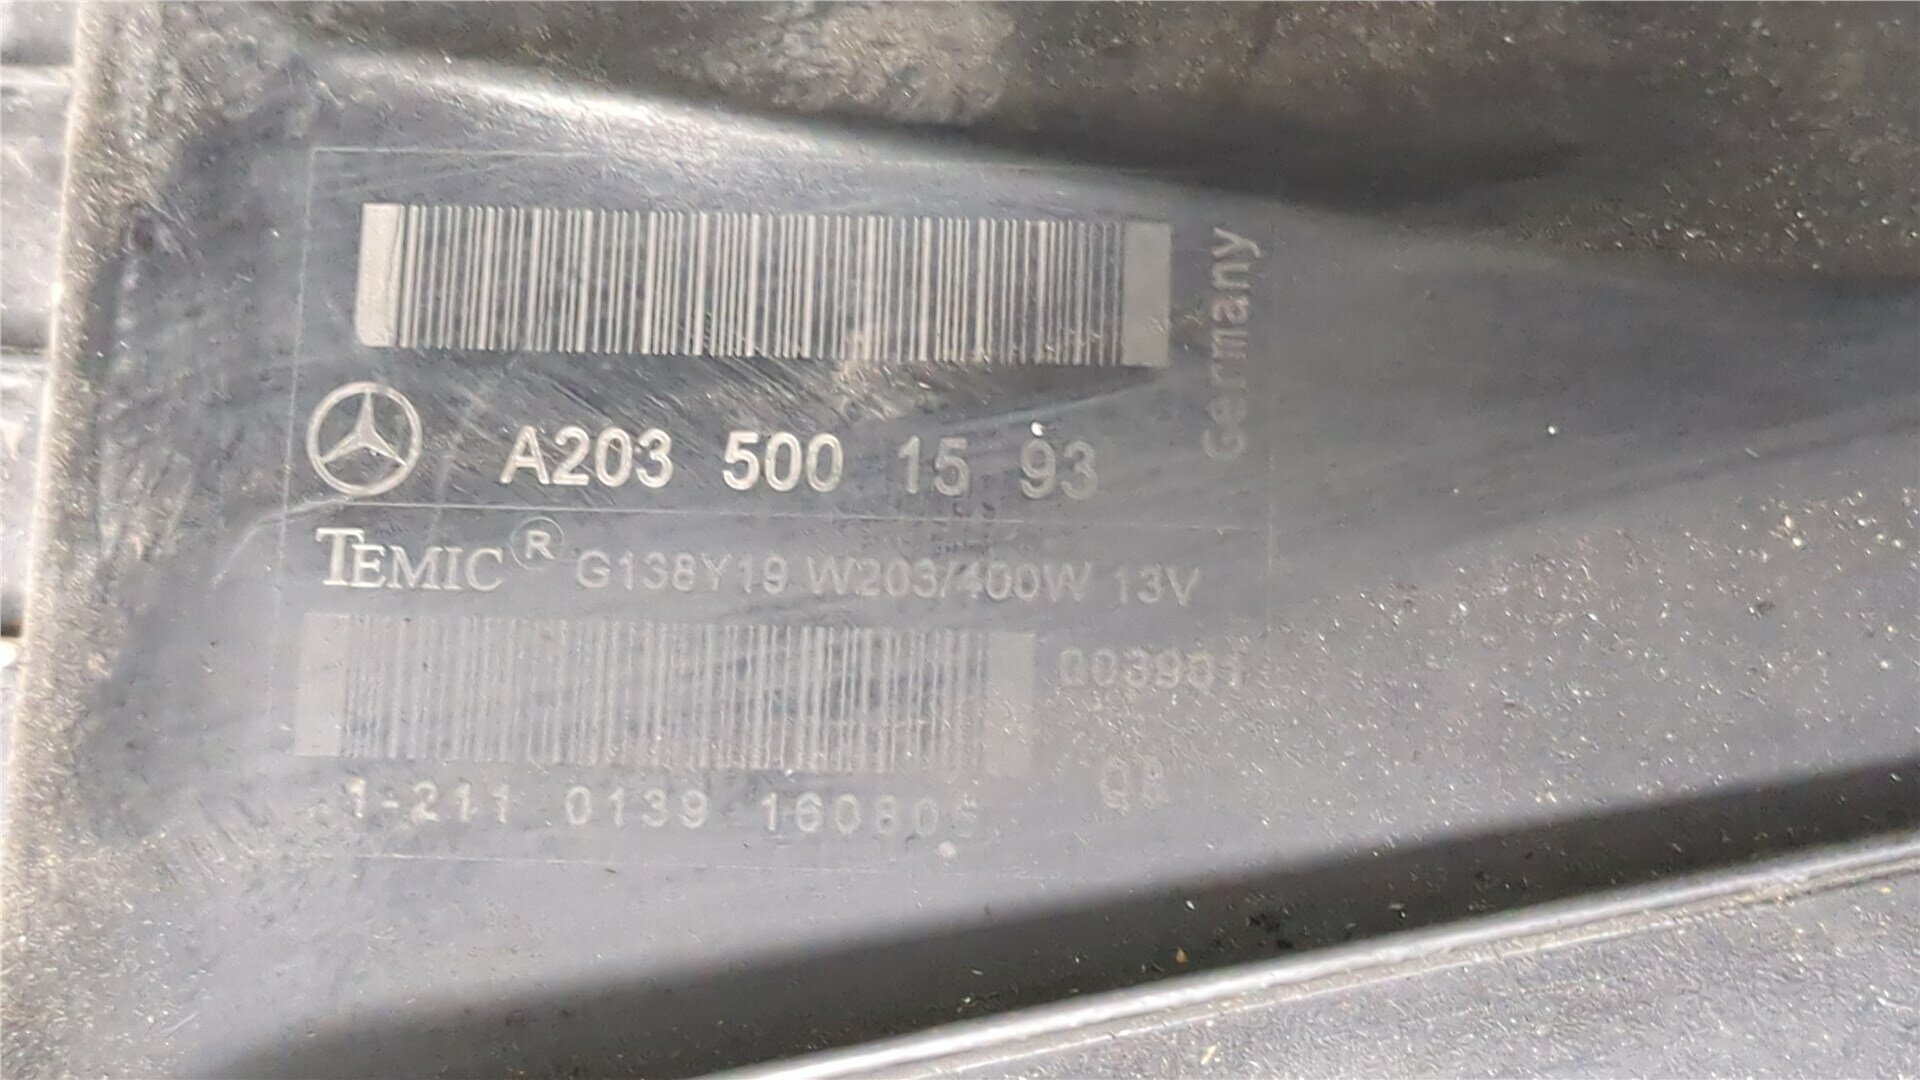 A203 500 15 93
Germany
TEMIC® G138Y19 W203/400W 13V
003901
1-211 0139 160805